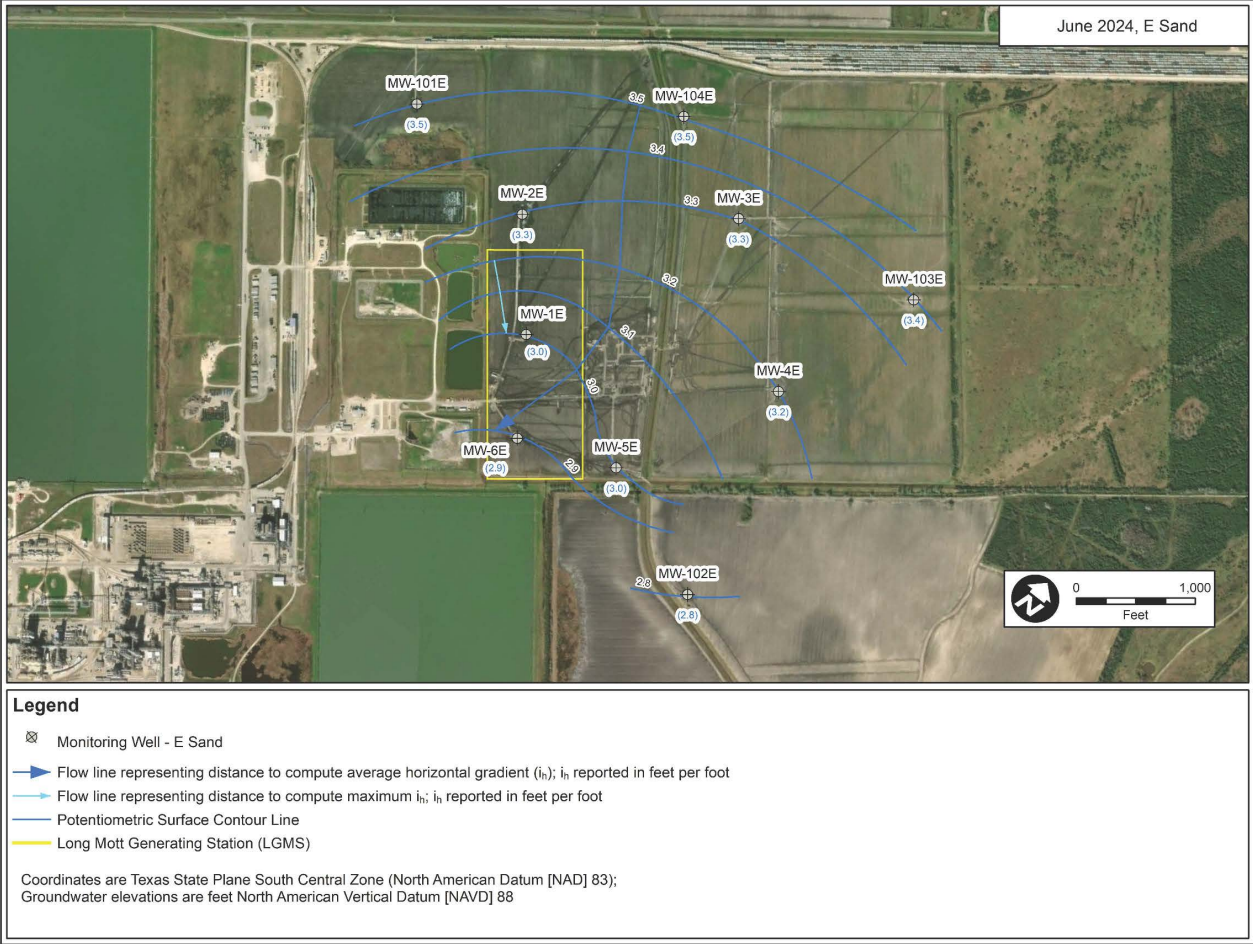 June 2024, E Sand
MW-101E
(3.5)
3.5
MW-104E
(3.5)
3.4
MW-2E
(3.3)
3.3
MW-3E
(3.3)
3.2
MW-103E
(3.4)
MW-1E
(3.0)
3.1
MW-4E
(3.2)
3.0
MW-6E
(2.9)
2.9
MW-5E
(3.0)
2.8
MW-102E
(2.8)
N
0 1,000
Feet
Legend
Monitoring Well - E Sand
Flow line representing distance to compute average horizontal gradient (ih); ih reported in feet per foot
Flow line representing distance to compute maximum ih; ih reported in feet per foot
Potentiometric Surface Contour Line
Long Mott Generating Station (LGMS)
Coordinates are Texas State Plane South Central Zone (North American Datum [NAD] 83);
Groundwater elevations are feet North American Vertical Datum [NAVD] 88